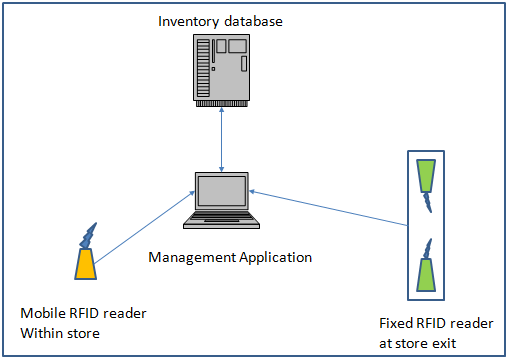 Inventory database
Management Application
Mobile RFID reader
Within store
Fixed RFID reader
at store exit